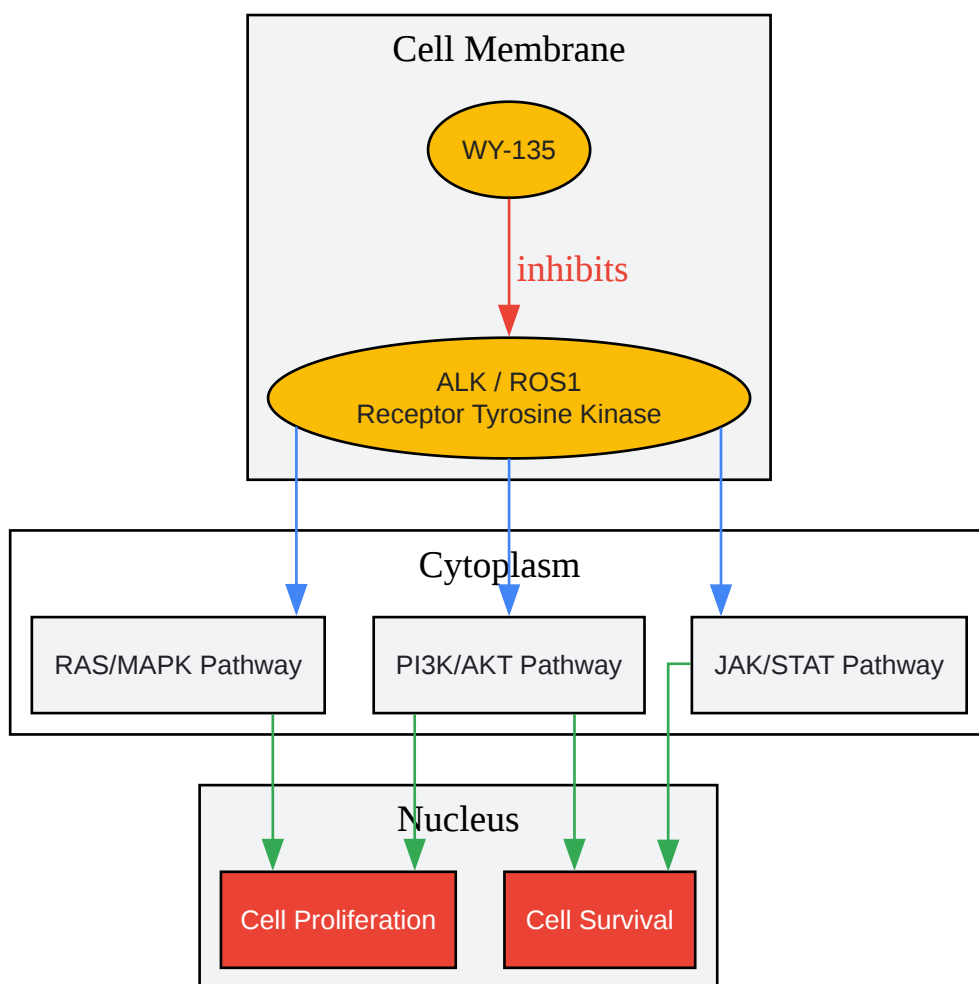 Cell Membrane
WY-135
inhibits
ALK / ROS1
Receptor Tyrosine Kinase
Cytoplasm
RAS/MAPK Pathway
PI3K/AKT Pathway
JAK/STAT Pathway
Nucleus
Cell Proliferation
Cell Survival